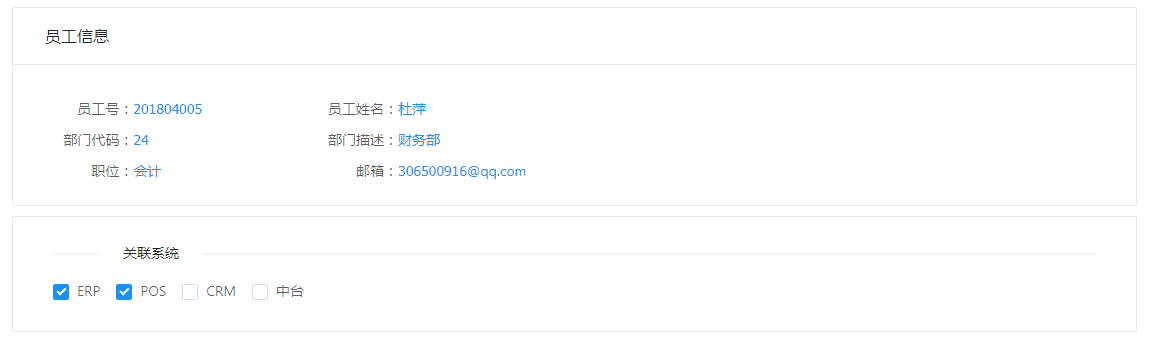 员工信息
员工号：201804005 员工姓名：杜萍
部门代码：24 部门描述：财务部
职位：会计 邮箱：306500916@qq.com
关联系统
ERP POS CRM 中台